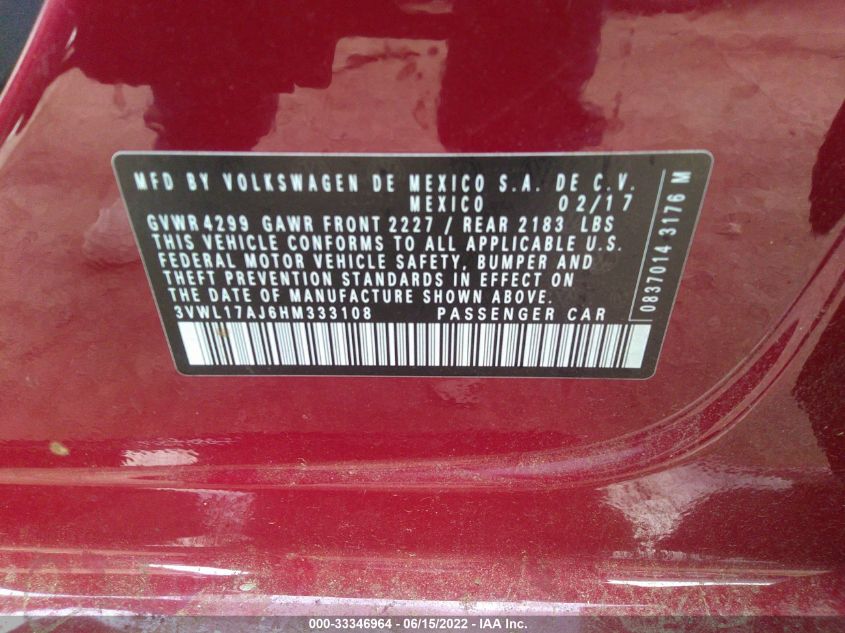 MFD BY VOLKSWAGEN DE MEXICO S.A. DE C.V.
MEXICO 02/17
GVWR 4299 GAWR FRONT 2227 / REAR 2183 LBS
THIS VEHICLE CONFORMS TO ALL APPLICABLE U.S.
FEDERAL MOTOR VEHICLE SAFETY, BUMPER AND
THEFT PREVENTION STANDARDS IN EFFECT ON
THE DATE OF MANUFACTURE SHOWN ABOVE.
3VWL17AJ6HM333108 PASSENGER CAR
0837014 3176 M
000-33346964 - 06/15/2022 - IAA Inc.